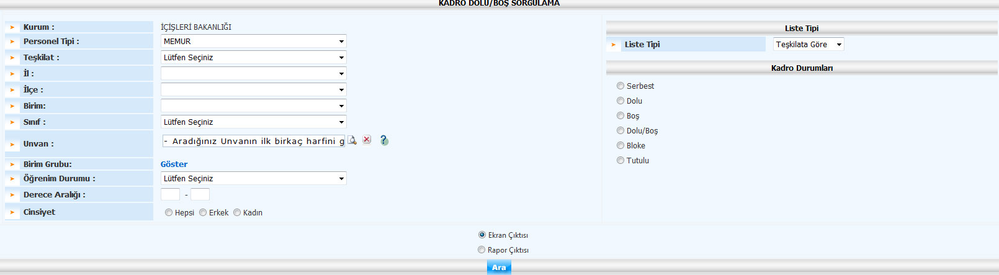 KADRO DOLU/BOŞ SORGULAMA
Kurum : İÇİŞLERİ BAKANLIĞI
Personel Tipi : MEMUR
Teşkilat : Lütfen Seçiniz
İl :
İlçe :
Birim:
Sınıf : Lütfen Seçiniz
Unvan : - Aradığınız Unvanın ilk birkaç harfini g
Birim Grubu: Göster
Öğrenim Durumu : Lütfen Seçiniz
Derece Aralığı : -
Cinsiyet Hepsi Erkek Kadın
Liste Tipi
Liste Tipi Teşkilata Göre
Kadro Durumları
Serbest
Dolu
Boş
Dolu/Boş
Bloke
Tutulu
Ekran Çıktısı
Rapor Çıktısı
Ara